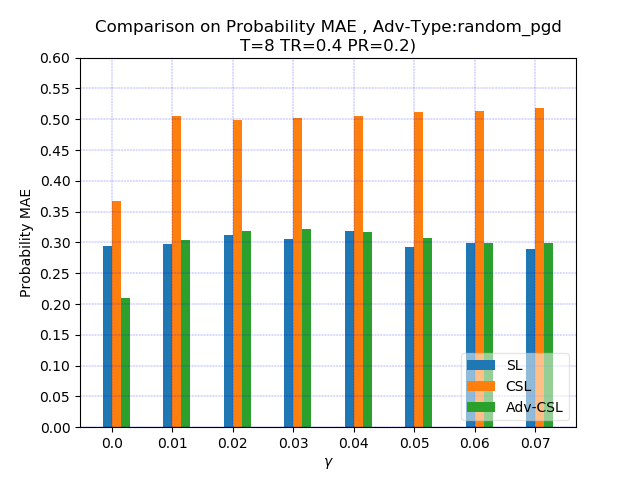 Comparison on Probability MAE , Adv-Type:random_pgd
T=8 TR=0.4 PR=0.2)
0.60
0.55
0.50
0.45
0.40
0.35
0.30
0.25
0.20
0.15
0.10
0.05
0.00
Probability MAE
SL
CSL
Adv-CSL
0.0 0.01 0.02 0.03 0.04 0.05 0.06 0.07
γ